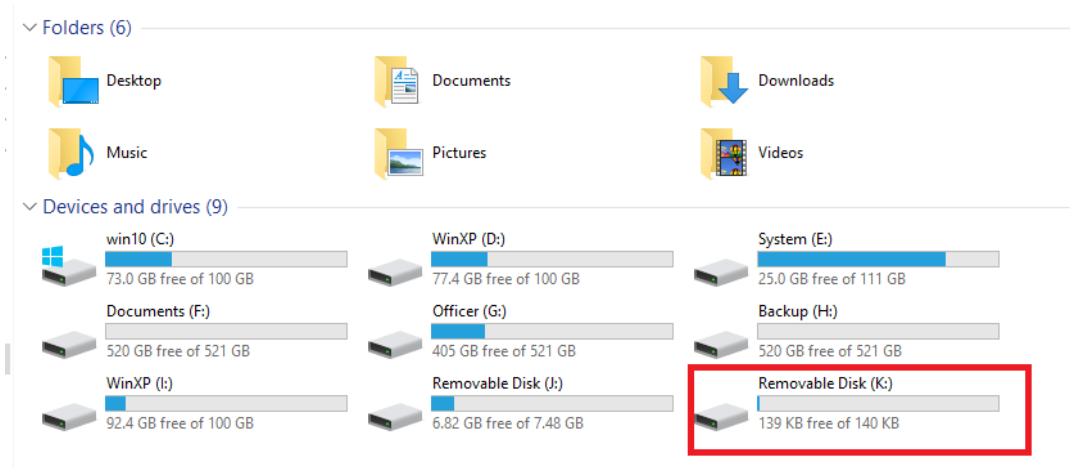 Folders (6)
Desktop Documents Downloads
Music Pictures Videos
Devices and drives (9)
win10 (C:) WinXP (D:) System (E:)
73.0 GB free of 100 GB 77.4 GB free of 100 GB 25.0 GB free of 111 GB
Documents (F:) Officer (G:) Backup (H:)
520 GB free of 521 GB 405 GB free of 521 GB 520 GB free of 521 GB
WinXP (I:) Removable Disk (J:) Removable Disk (K:)
92.4 GB free of 100 GB 6.82 GB free of 7.48 GB 139 KB free of 140 KB